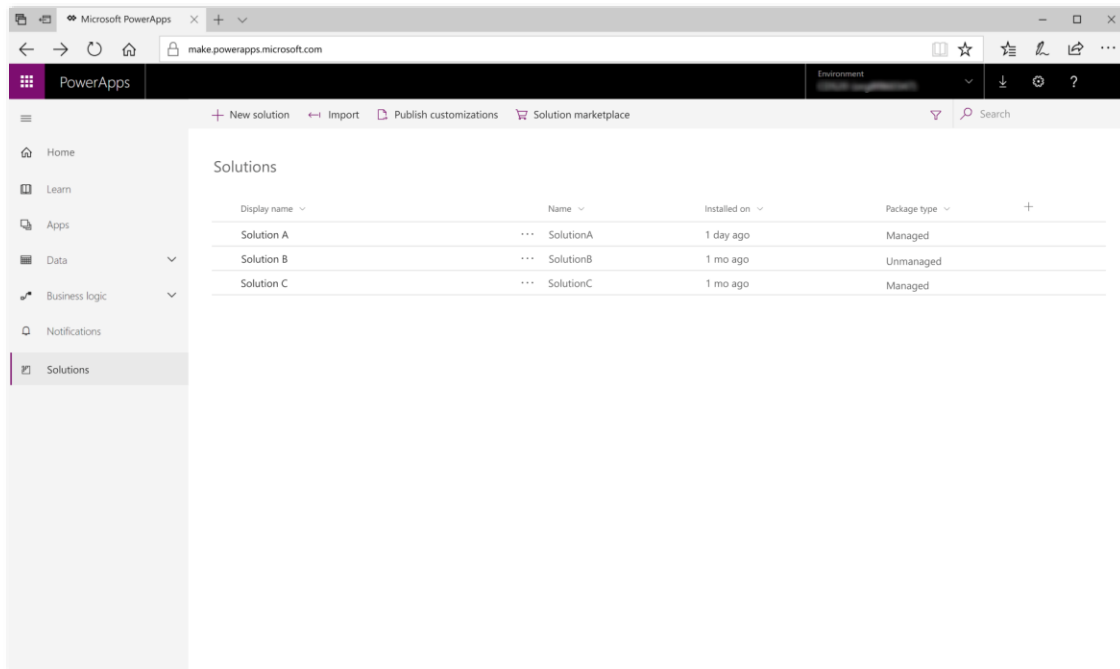 Microsoft PowerApps
make.powerapps.microsoft.com
PowerApps
Environment
?
New solution Import Publish customizations Solution marketplace Search
Home
Learn
Apps
Data
Business logic
Notifications
Solutions
Solutions
Display name Name Installed on Package type
Solution A ... SolutionA 1 day ago Managed
Solution B ... SolutionB 1 mo ago Unmanaged
Solution C ... SolutionC 1 mo ago Managed